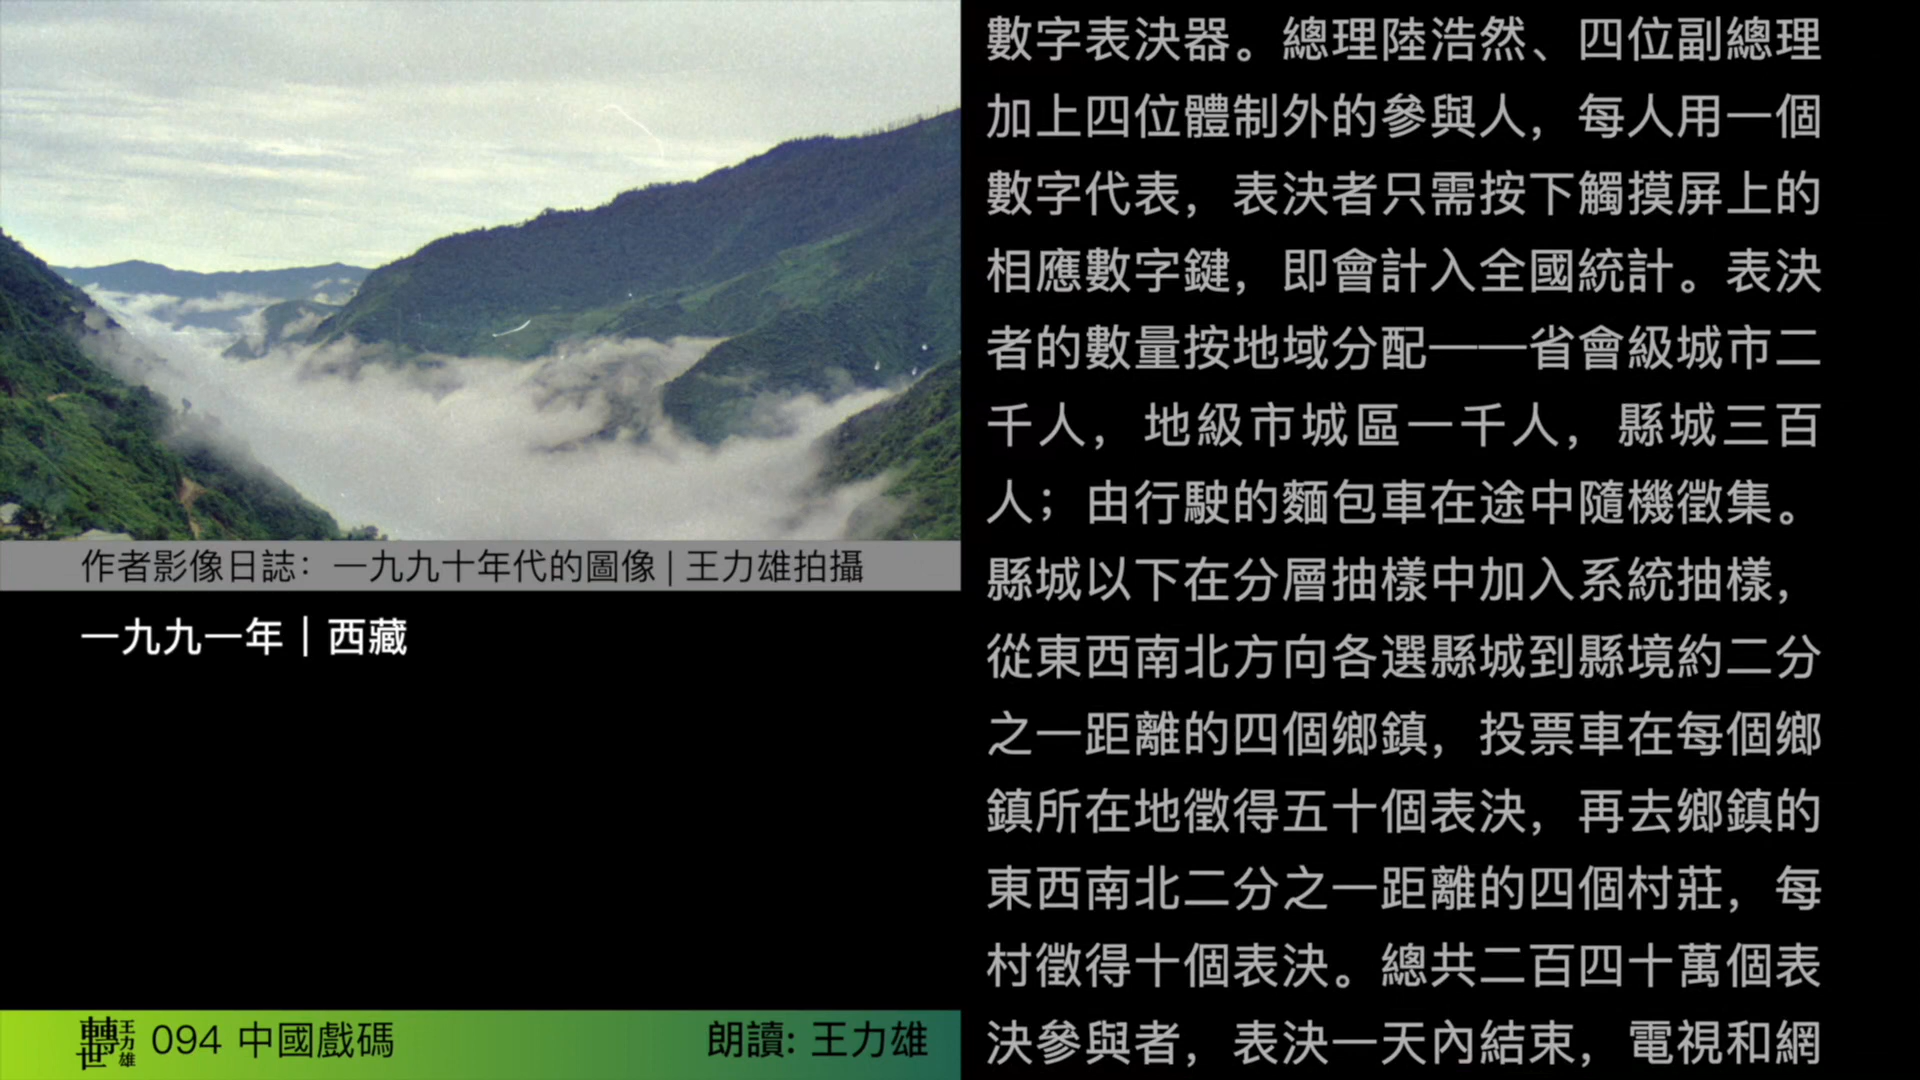 作者影像日誌：一九九十年代的圖像 | 王力雄拍攝
一九九一年｜西藏
數字表決器。總理陸浩然、四位副總理
加上四位體制外的參與人，每人用一個
數字代表，表決者只需按下觸摸屏上的
相應數字鍵，即會計入全國統計。表決
者的數量按地域分配——省會級城市二
千人，地級市城區一千人，縣城三百
人；由行駛的麵包車在途中隨機徵集。
縣城以下在分層抽樣中加入系統抽樣，
從東西南北方向各選縣城到縣境約二分
之一距離的四個鄉鎮，投票車在每個鄉
鎮所在地徵得五十個表決，再去鄉鎮的
東西南北二分之一距離的四個村莊，每
村徵得十個表決。總共二百四十萬個表
決參與者，表決一天內結束，電視和網
轉世 王力雄 094 中國戲碼
朗讀: 王力雄